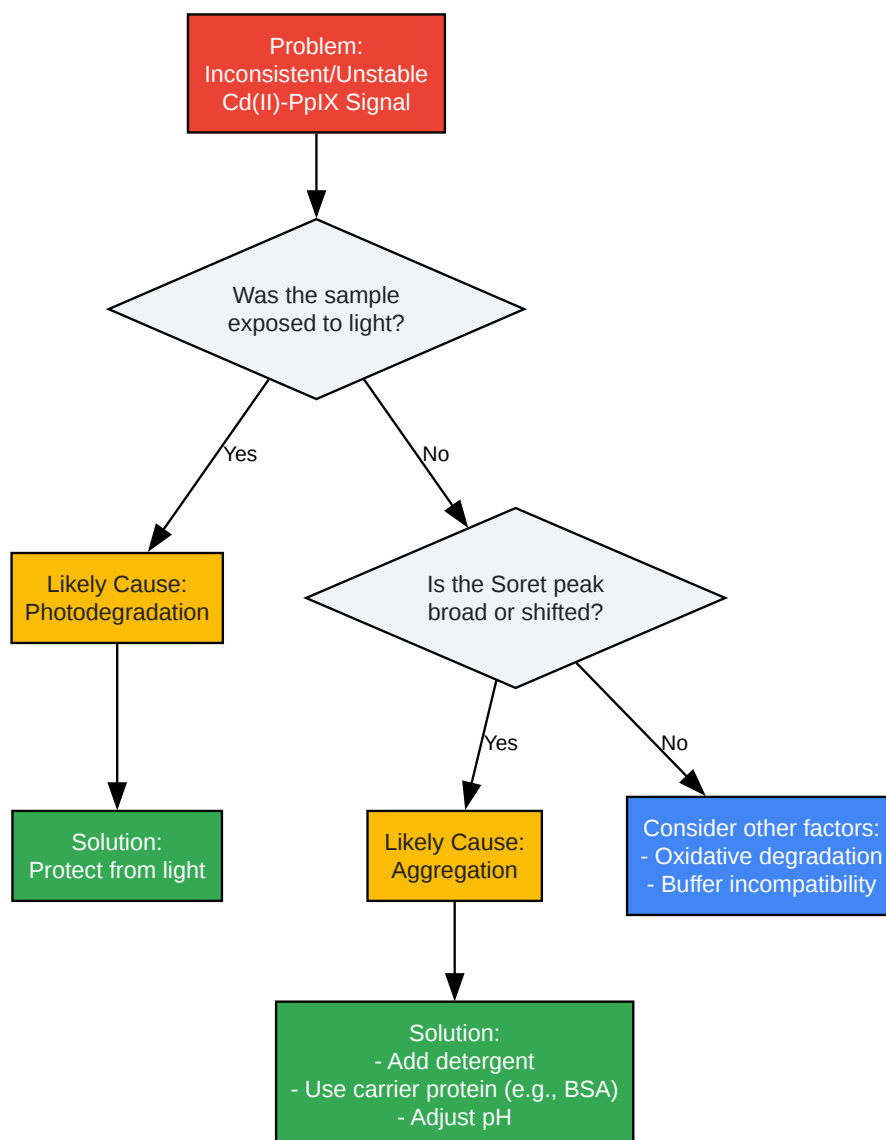 Problem:
Inconsistent/Unstable
Cd(II)-PpIX Signal
Was the sample
exposed to light?
Yes
No
Likely Cause:
Photodegradation
Is the Soret peak
broad or shifted?
Yes
No
Solution:
Protect from light
Likely Cause:
Aggregation
Consider other factors:
- Oxidative degradation
- Buffer incompatibility
Solution:
- Add detergent
- Use carrier protein (e.g., BSA)
- Adjust pH